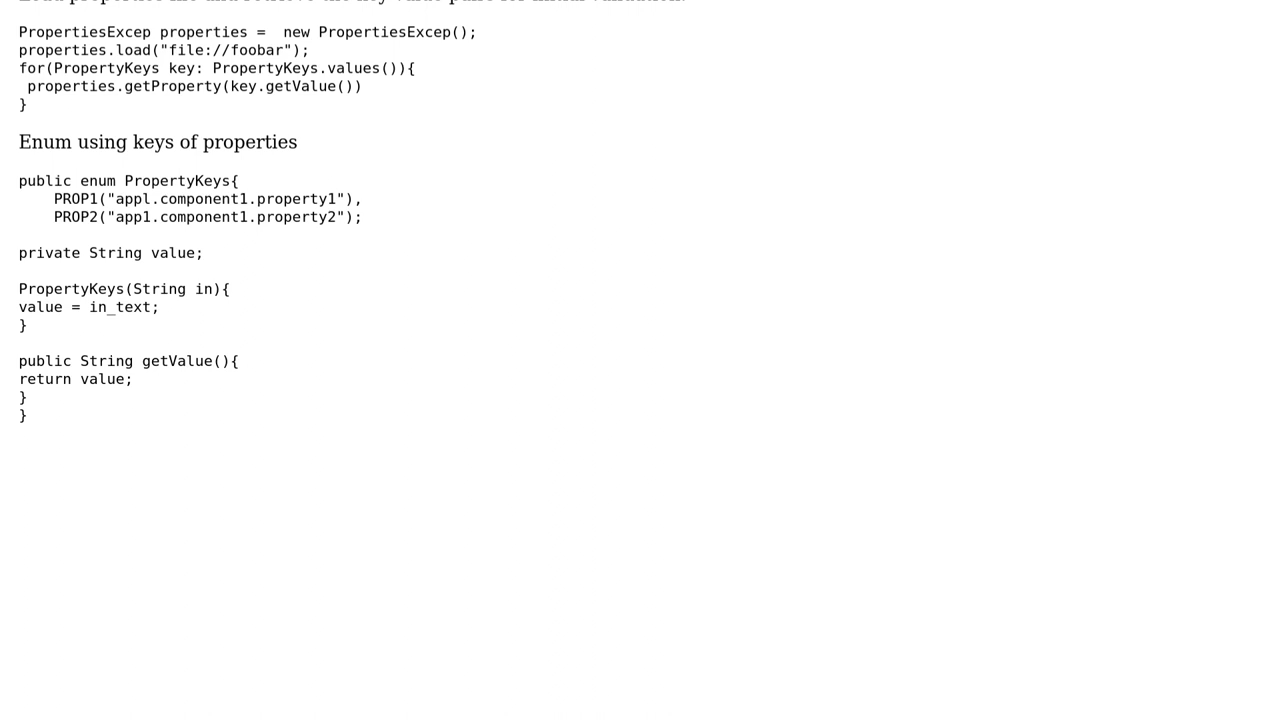 PropertiesExcep properties =  new PropertiesExcep();
properties.load("file://foobar");
for(PropertyKeys key: PropertyKeys.values()){
 properties.getProperty(key.getValue())
}
Enum using keys of properties
public enum PropertyKeys{
    PROP1("appl.component1.property1"),
    PROP2("app1.component1.property2");
private String value;
PropertyKeys(String in){
value = in_text;
}
public String getValue(){
return value;
}
}